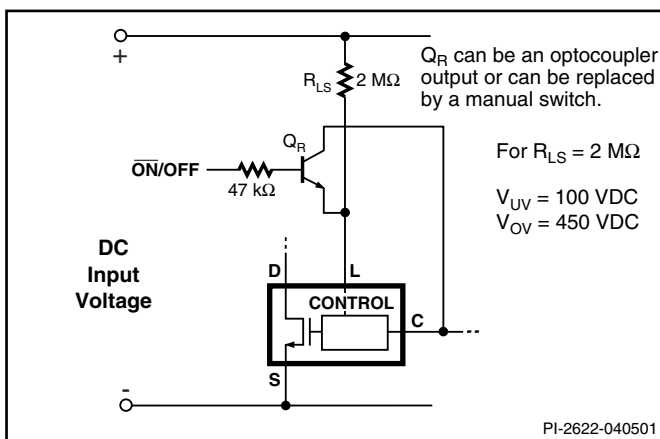 +
R_LS 2 MΩ
Q_R can be an optocoupler
output or can be replaced
by a manual switch.
Q_R
O̅N̅/OFF
47 kΩ
For R_LS = 2 MΩ
V_UV = 100 VDC
V_OV = 450 VDC
DC
Input
Voltage
D
L
CONTROL
C
S
-
PI-2622-040501